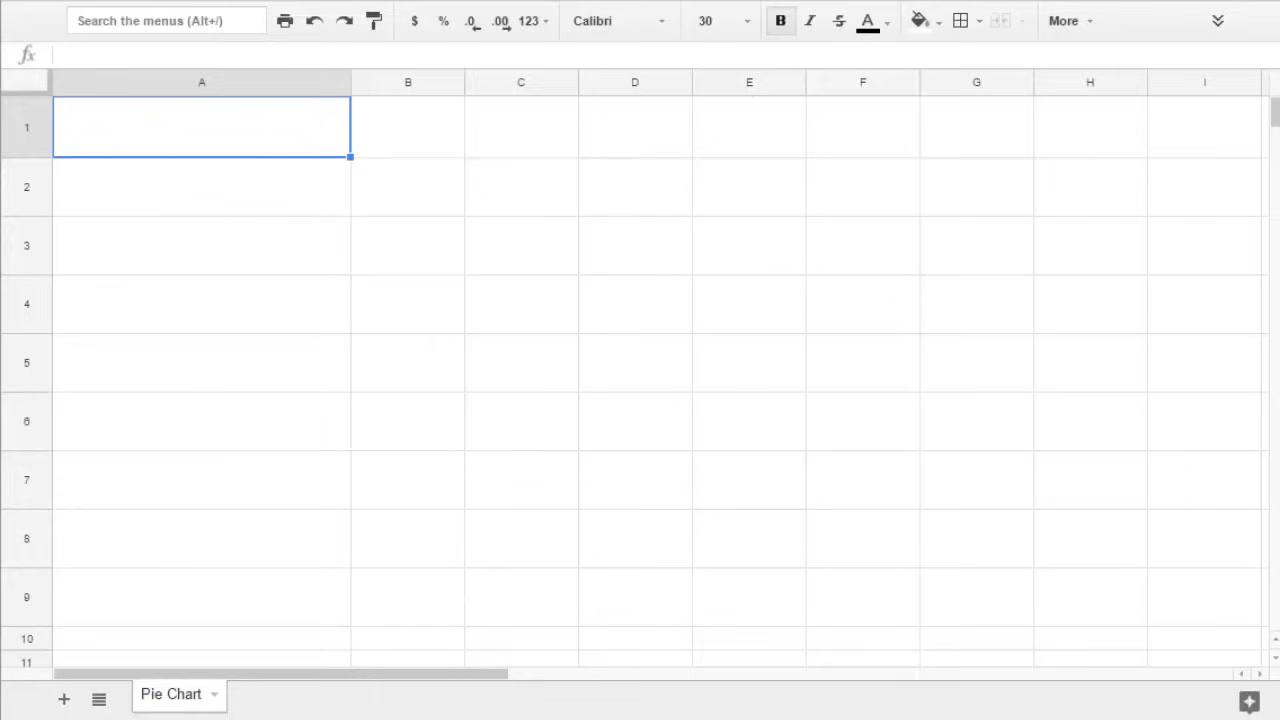 Search the menus (Alt+/) $ % .0 .00 123 Calibri 30 B I S A More
fx
A B C D E F G H I
1
2
3
4
5
6
7
8
9
10
11
Pie Chart